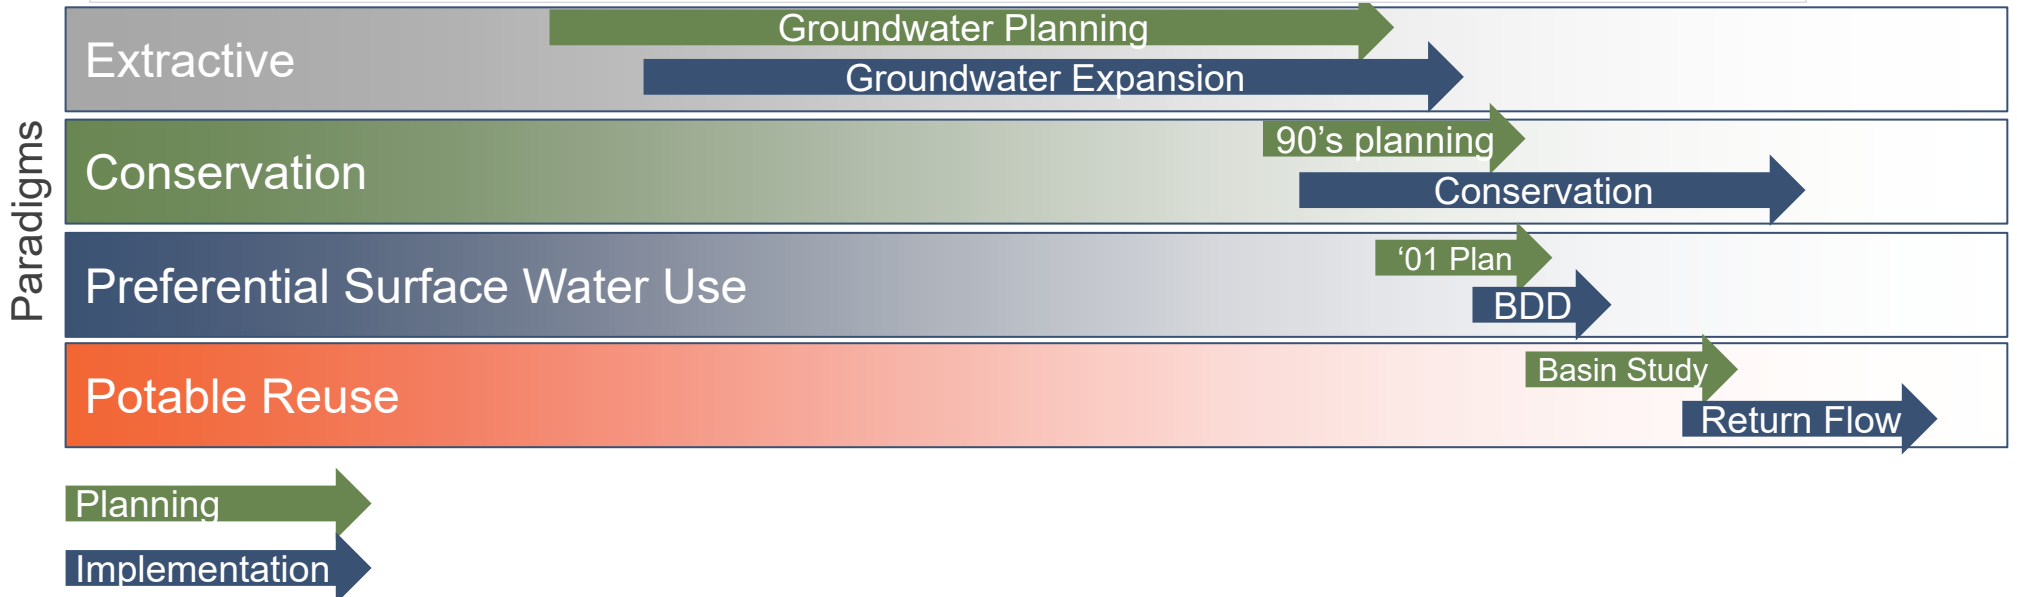 Paradigms
Extractive
Groundwater Planning
Groundwater Expansion
Conservation
90’s planning
Conservation
Preferential Surface Water Use
‘01 Plan
BDD
Potable Reuse
Basin Study
Return Flow
Planning
Implementation